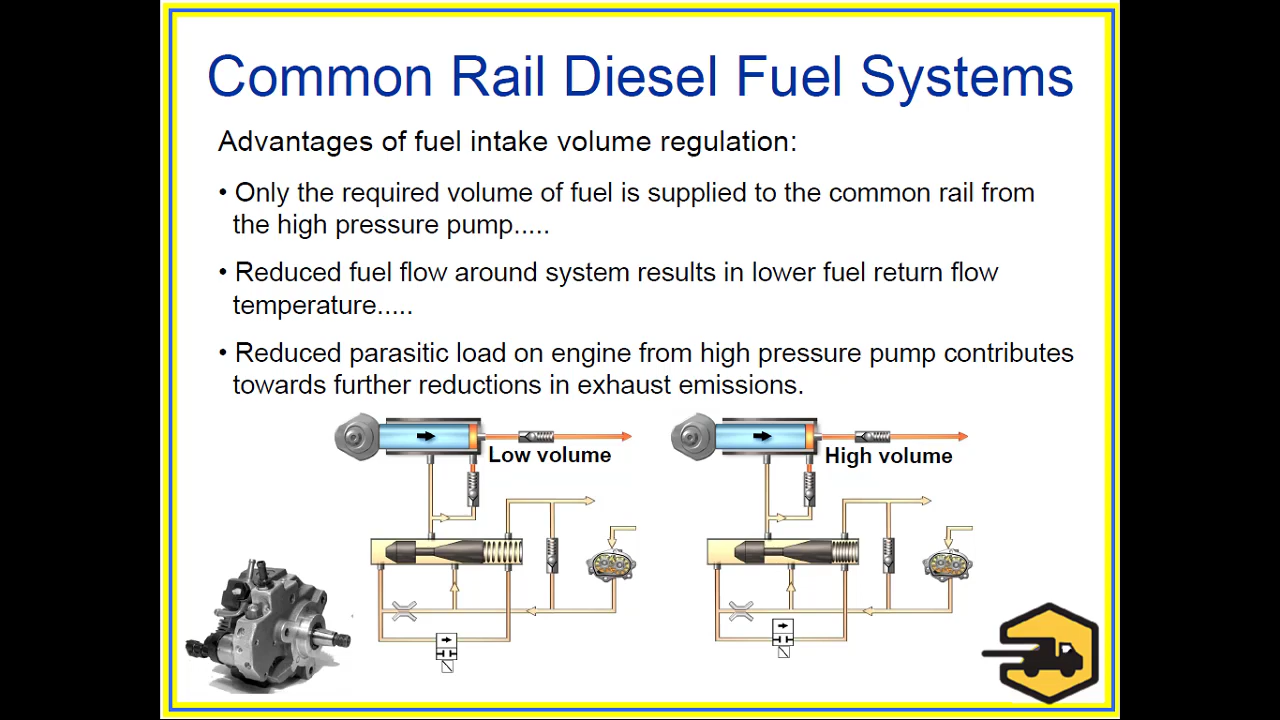 Common Rail Diesel Fuel Systems
Advantages of fuel intake volume regulation:
• Only the required volume of fuel is supplied to the common rail from
the high pressure pump.....
• Reduced fuel flow around system results in lower fuel return flow
temperature.....
• Reduced parasitic load on engine from high pressure pump contributes
towards further reductions in exhaust emissions.
Low volume
High volume